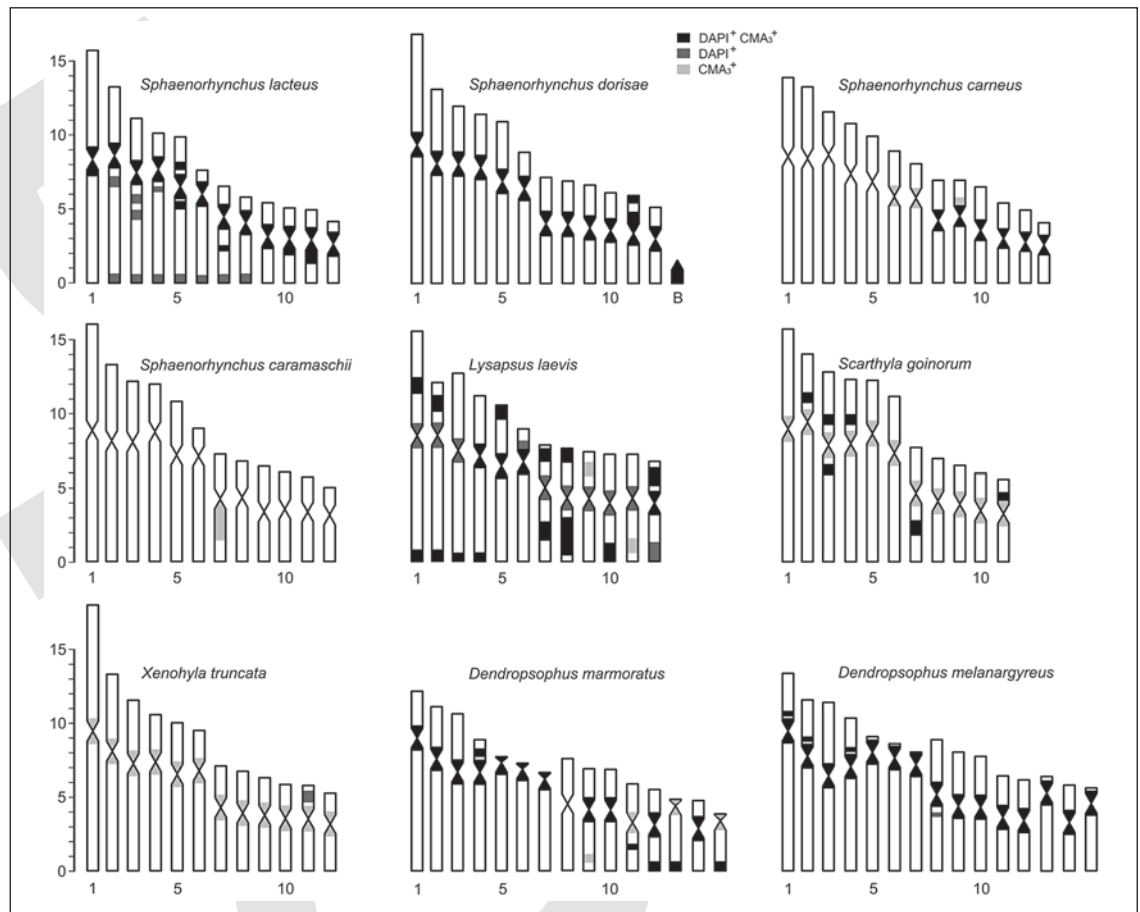 DAPI⁺ CMA₃⁺
DAPI⁺
CMA₃⁺
Sphaenorhynchus lacteus
Sphaenorhynchus dorisae
Sphaenorhynchus carneus
15
10
5
0
1 5 10
1 5 10 B
1 5 10
Sphaenorhynchus caramaschii
Lysapsus laevis
Scarthyla goinorum
15
10
5
0
1 5 10
1 5 10
1 5 10
Xenohyla truncata
Dendropsophus marmoratus
Dendropsophus melanargyreus
15
10
5
0
1 5 10
1 5 10
1 5 10